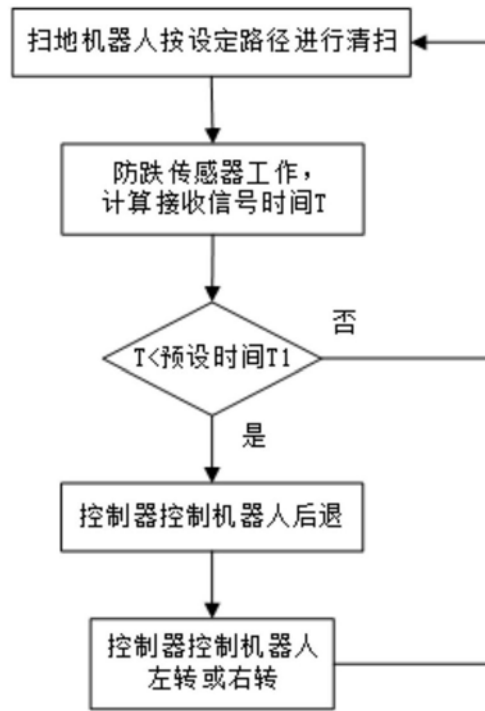 扫地机器人按设定路径进行清扫
防跌传感器工作，
计算接收信号时间T
否
T<预设时间T1
是
控制器控制机器人后退
控制器控制机器人
左转或右转